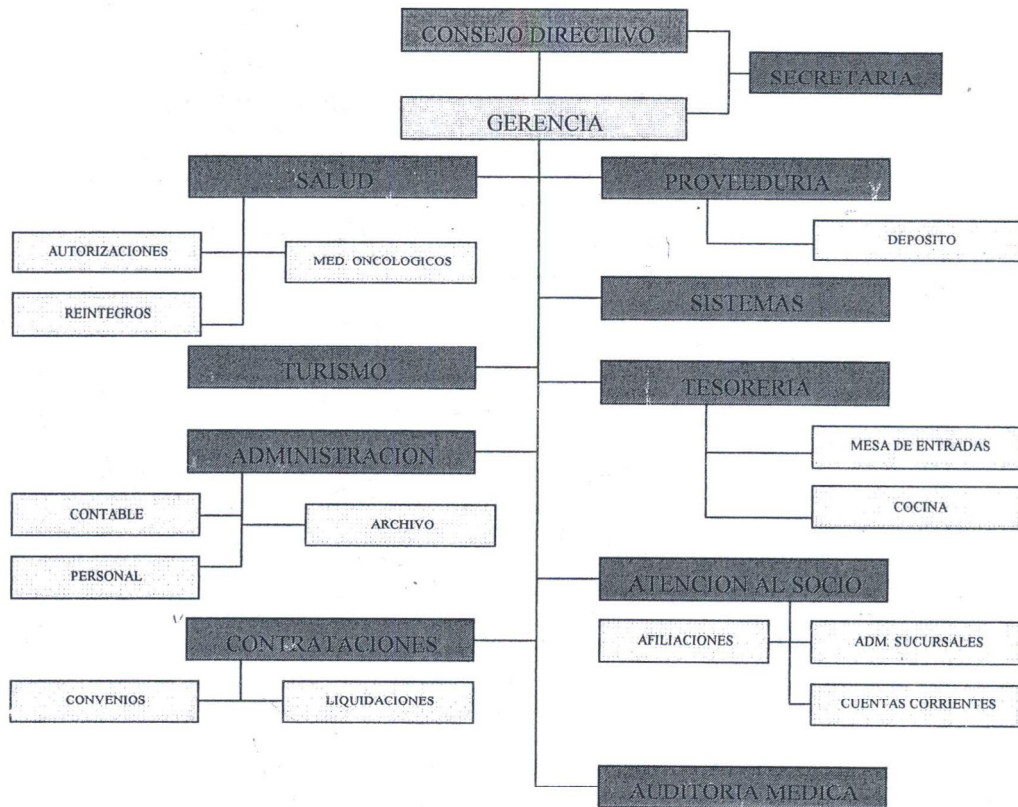 CONSEJO DIRECTIVO
SECRETARIA
GERENCIA
SALUD
PROVEEDURIA
AUTORIZACIONES
MED. ONCOLOGICOS
DEPOSITO
REINTEGROS
SISTEMAS
TURISMO
TESORERIA
ADMINISTRACION
MESA DE ENTRADAS
CONTABLE
ARCHIVO
COCINA
PERSONAL
ATENCION AL SOCIO
CONTRATACIONES
AFILIACIONES
ADM. SUCURSALES
CONVENIOS
LIQUIDACIONES
CUENTAS CORRIENTES
AUDITORIA MEDICA